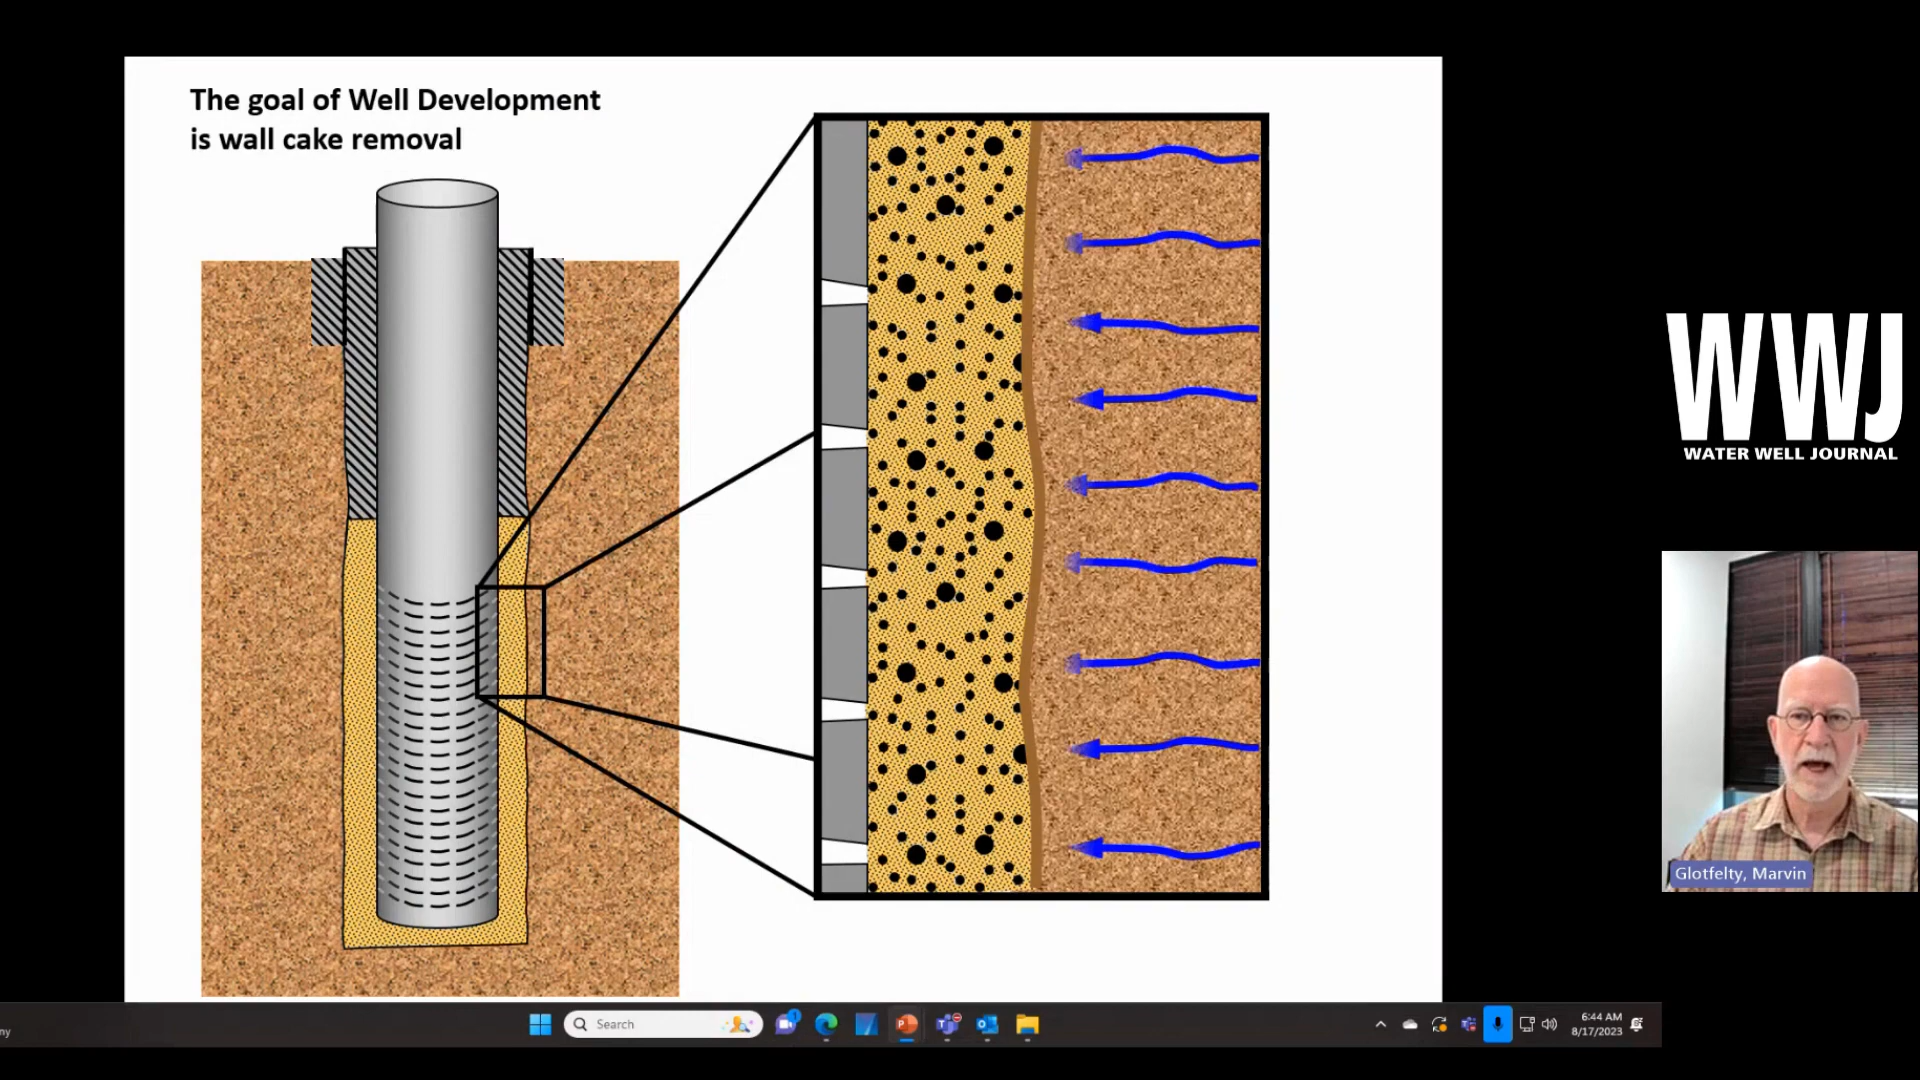 The goal of Well Development
is wall cake removal
WWJ
WATER WELL JOURNAL
Glotfelty, Marvin
ny
Search
6:44 AM
8/17/2023